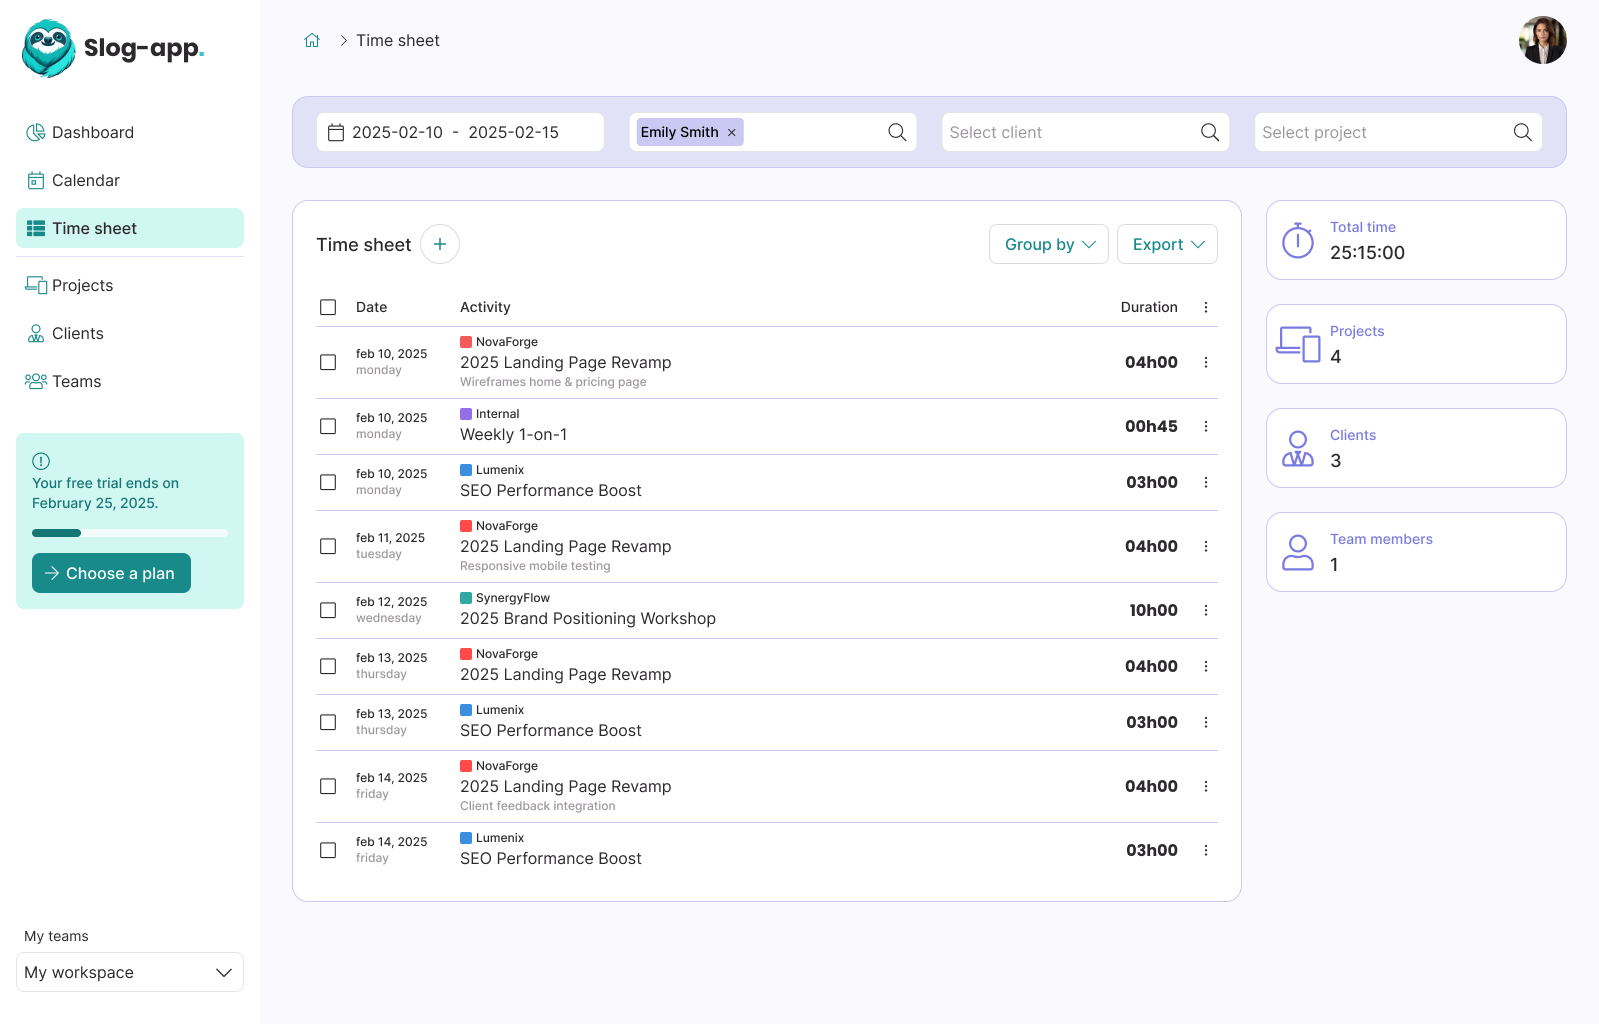 Slog-app.
Time sheet
Dashboard
Calendar
Time sheet
Projects
Clients
Teams
Your free trial ends on
February 25, 2025.
Choose a plan
My teams
My workspace
2025-02-10 - 2025-02-15
Emily Smith ×
Select client
Select project
Time sheet
Group by
Export
Date Activity Duration
feb 10, 2025
monday
NovaForge
2025 Landing Page Revamp
Wireframes home & pricing page
04h00
feb 10, 2025
monday
Internal
Weekly 1-on-1
00h45
feb 10, 2025
monday
Lumenix
SEO Performance Boost
03h00
feb 11, 2025
tuesday
NovaForge
2025 Landing Page Revamp
Responsive mobile testing
04h00
feb 12, 2025
wednesday
SynergyFlow
2025 Brand Positioning Workshop
10h00
feb 13, 2025
thursday
NovaForge
2025 Landing Page Revamp
04h00
feb 13, 2025
thursday
Lumenix
SEO Performance Boost
03h00
feb 14, 2025
friday
NovaForge
2025 Landing Page Revamp
Client feedback integration
04h00
feb 14, 2025
friday
Lumenix
SEO Performance Boost
03h00
Total time
25:15:00
Projects
4
Clients
3
Team members
1